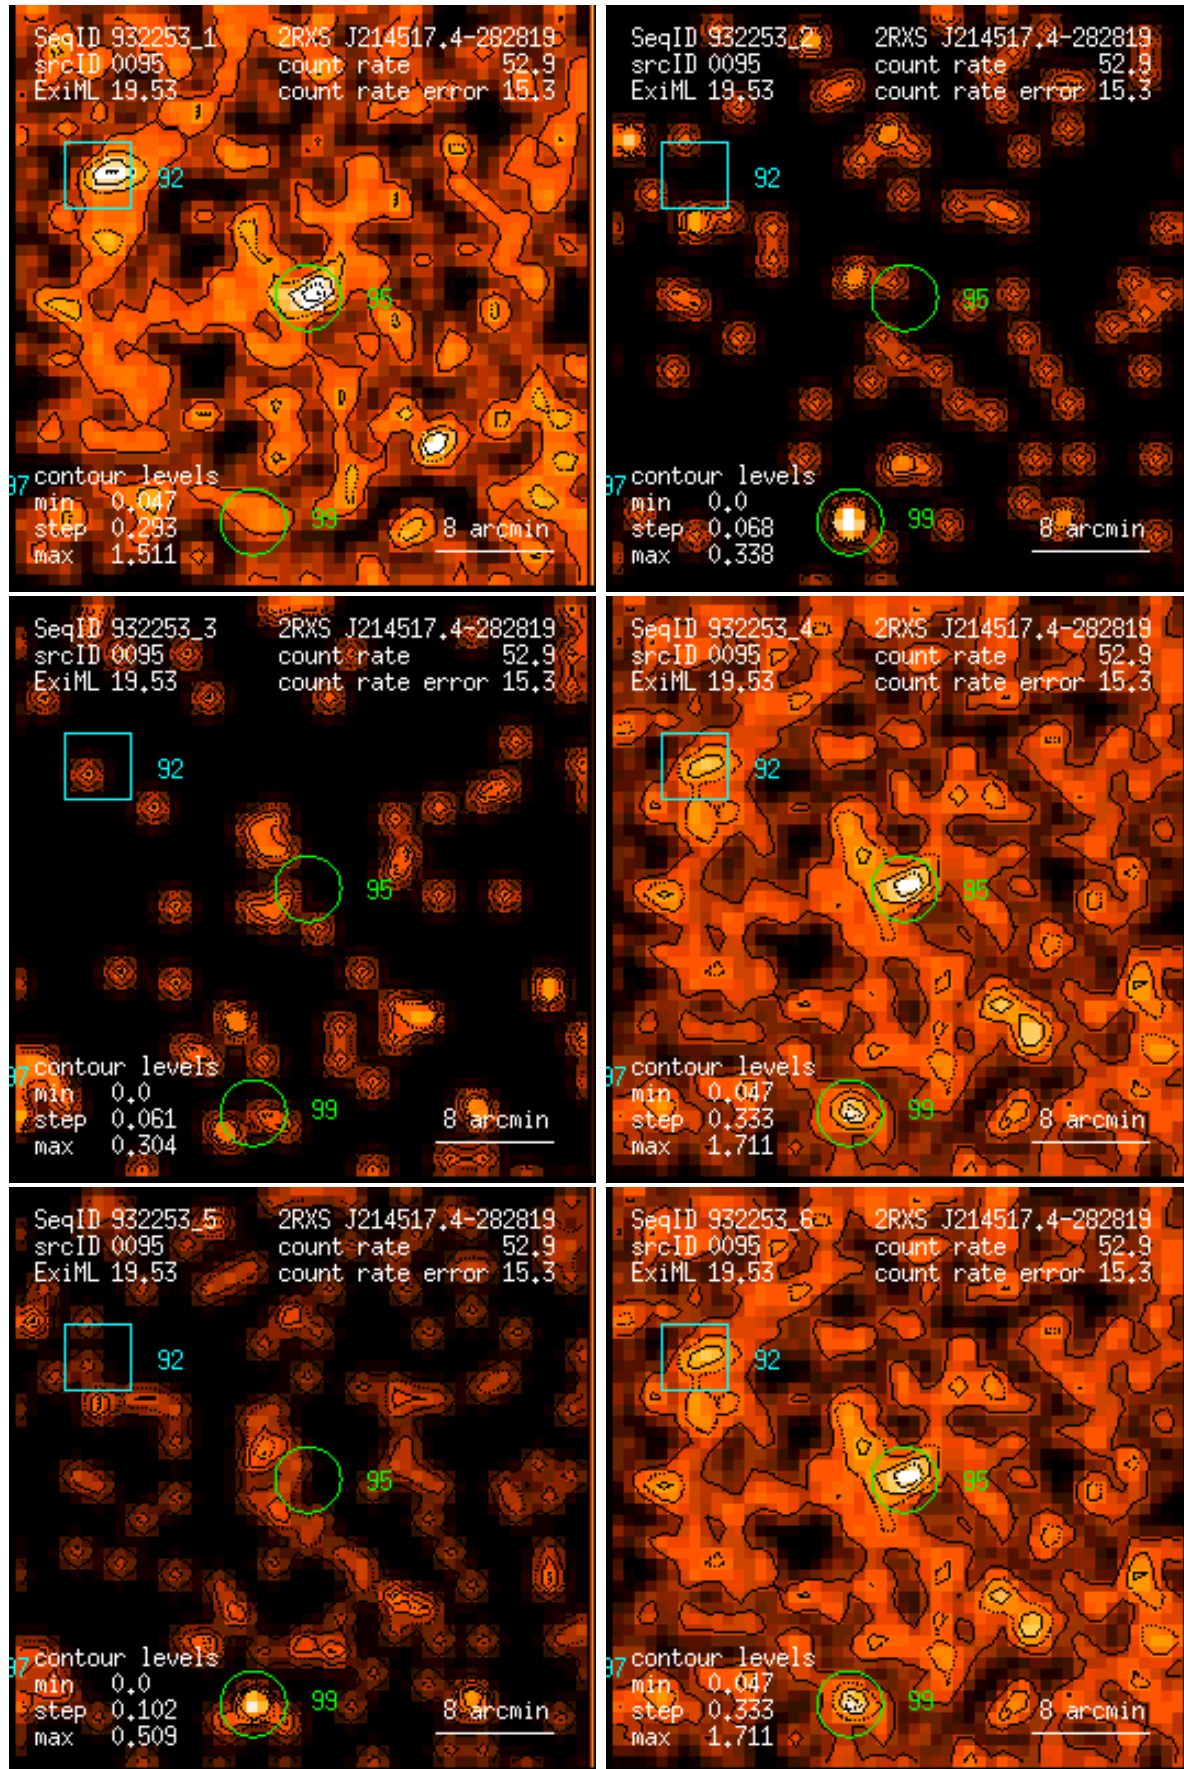 SeqID 932253_1 2RXS J214517.4-282819
srcID 0095 count rate 52.9
ExiML 19.53 count rate error 15.3
92
95
contour levels
97
min 0.047
step 0.293 99 8 arcmin
max 1.511
SeqID 932253_2 2RXS J214517.4-282819
srcID 0095 count rate 52.9
ExiML 19.53 count rate error 15.3
92
95
contour levels
97
min 0.0
step 0.068 99 8 arcmin
max 0.338
SeqID 932253_3 2RXS J214517.4-282819
srcID 0095 count rate 52.9
ExiML 19.53 count rate error 15.3
92
95
contour levels
97
min 0.0
step 0.061 99 8 arcmin
max 0.304
SeqID 932253_4 2RXS J214517.4-282819
srcID 0095 count rate 52.9
ExiML 19.53 count rate error 15.3
92
95
contour levels
97
min 0.047
step 0.333 99 8 arcmin
max 1.711
SeqID 932253_5 2RXS J214517.4-282819
srcID 0095 count rate 52.9
ExiML 19.53 count rate error 15.3
92
95
contour levels
97
min 0.0
step 0.102 99 8 arcmin
max 0.509
SeqID 932253_6 2RXS J214517.4-282819
srcID 0095 count rate 52.9
ExiML 19.53 count rate error 15.3
92
95
contour levels
97
min 0.047
step 0.333 99 8 arcmin
max 1.711